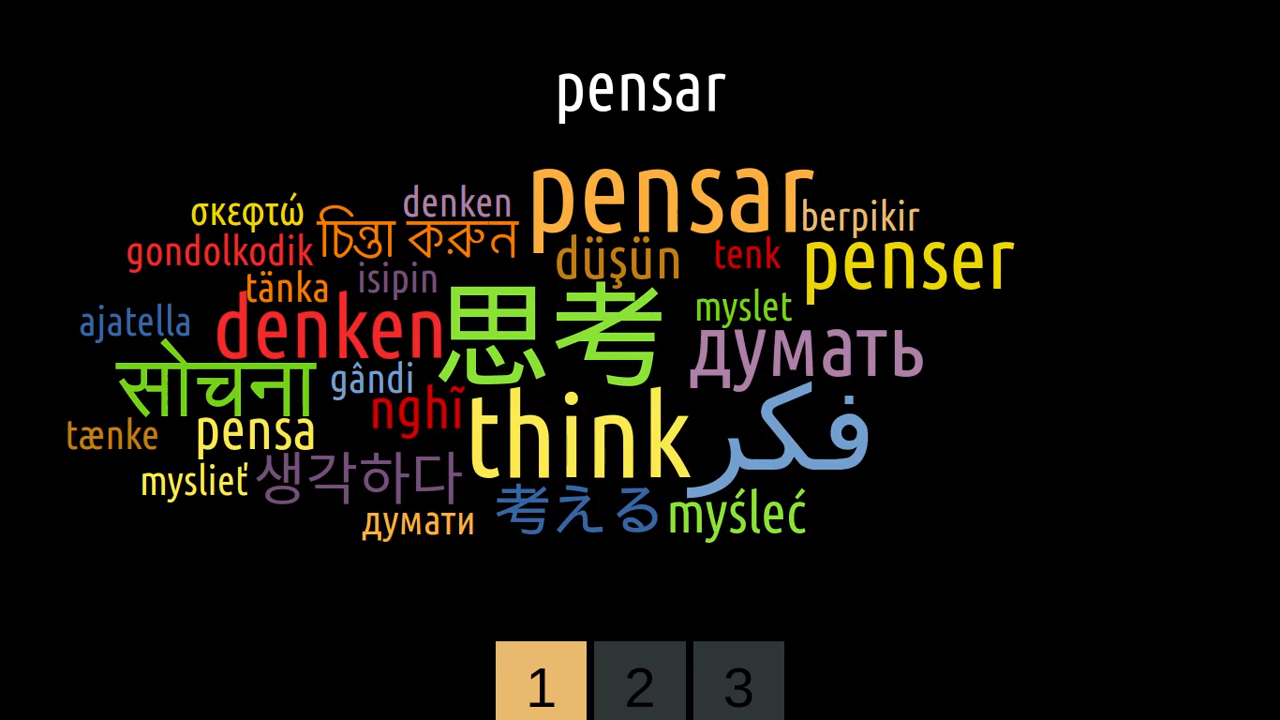 pensar
pensar
denken
σκεφτώ
berpikir
চিন্তা করুন
gondolkodik
düşün
tenk
penser
isipin
tänka
myslet
ajatella
denken
思考
думать
सोचना
gândi
nghĩ
think
فكر
pensa
tænke
생각하다
myslieť
考える
myśleć
думати
1 2 3